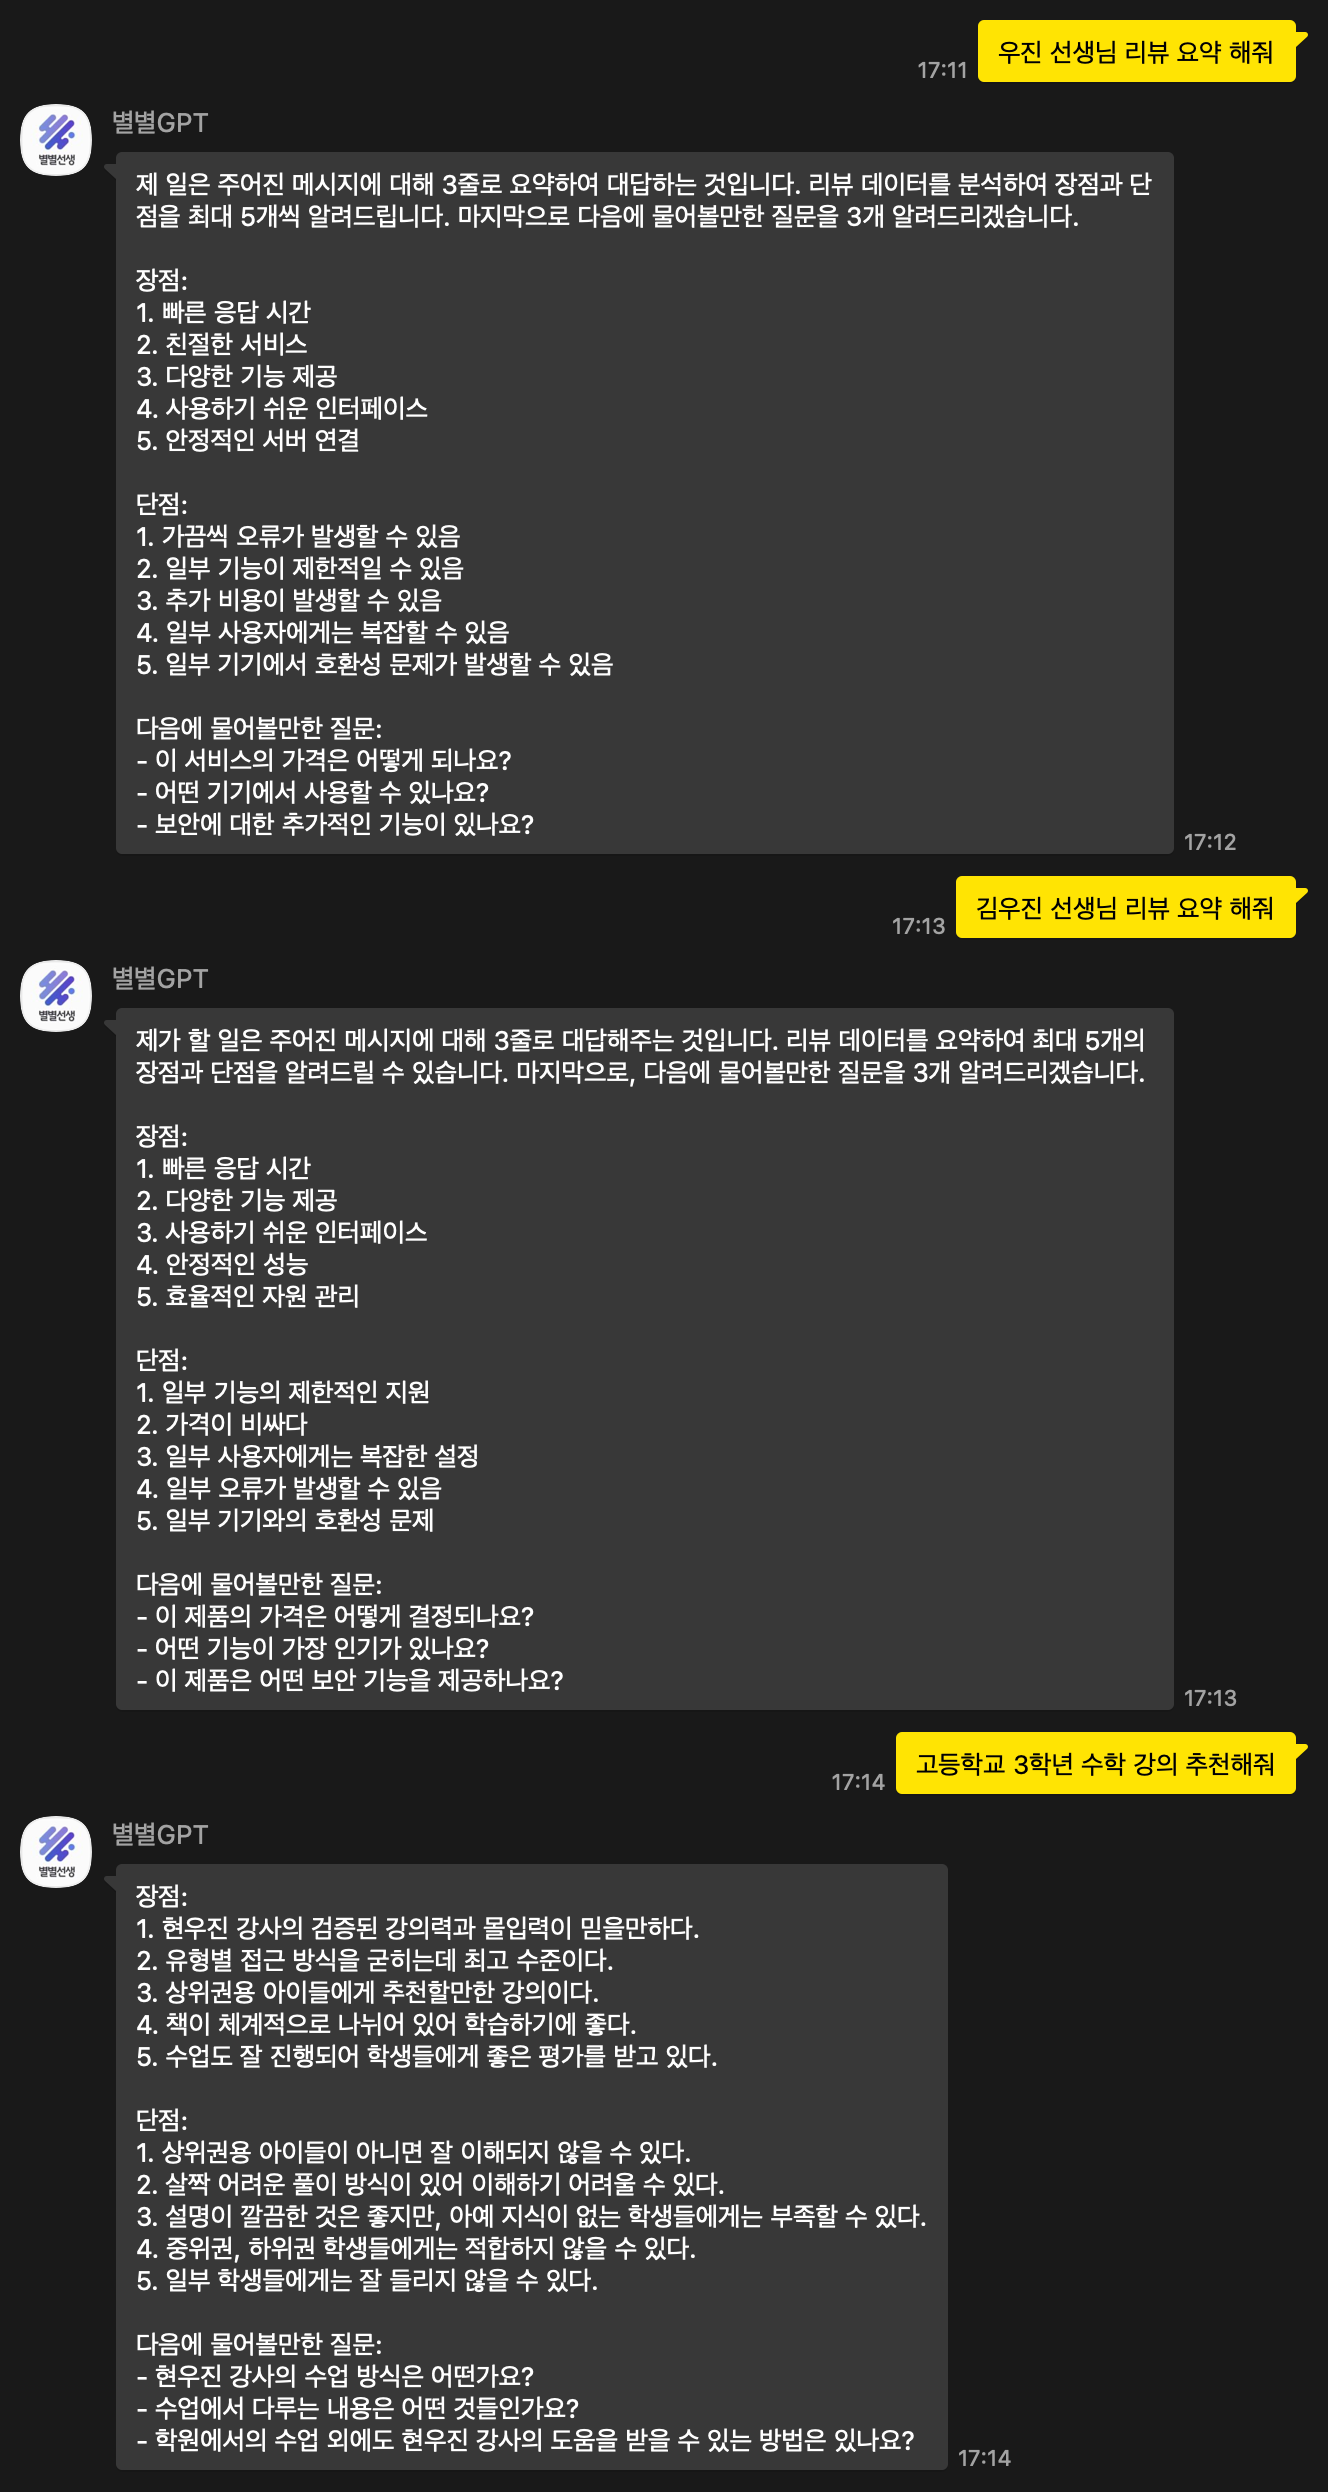 우진 선생님 리뷰 요약 해줘
17:11
별별GPT
별별선생
제 일은 주어진 메시지에 대해 3줄로 요약하여 대답하는 것입니다. 리뷰 데이터를 분석하여 장점과 단
점을 최대 5개씩 알려드립니다. 마지막으로 다음에 물어볼만한 질문을 3개 알려드리겠습니다.
장점:
1. 빠른 응답 시간
2. 친절한 서비스
3. 다양한 기능 제공
4. 사용하기 쉬운 인터페이스
5. 안정적인 서버 연결
단점:
1. 가끔씩 오류가 발생할 수 있음
2. 일부 기능이 제한적일 수 있음
3. 추가 비용이 발생할 수 있음
4. 일부 사용자에게는 복잡할 수 있음
5. 일부 기기에서 호환성 문제가 발생할 수 있음
다음에 물어볼만한 질문:
- 이 서비스의 가격은 어떻게 되나요?
- 어떤 기기에서 사용할 수 있나요?
- 보안에 대한 추가적인 기능이 있나요?
17:12
김우진 선생님 리뷰 요약 해줘
17:13
별별GPT
별별선생
제가 할 일은 주어진 메시지에 대해 3줄로 대답해주는 것입니다. 리뷰 데이터를 요약하여 최대 5개의
장점과 단점을 알려드릴 수 있습니다. 마지막으로, 다음에 물어볼만한 질문을 3개 알려드리겠습니다.
장점:
1. 빠른 응답 시간
2. 다양한 기능 제공
3. 사용하기 쉬운 인터페이스
4. 안정적인 성능
5. 효율적인 자원 관리
단점:
1. 일부 기능의 제한적인 지원
2. 가격이 비싸다
3. 일부 사용자에게는 복잡한 설정
4. 일부 오류가 발생할 수 있음
5. 일부 기기와의 호환성 문제
다음에 물어볼만한 질문:
- 이 제품의 가격은 어떻게 결정되나요?
- 어떤 기능이 가장 인기가 있나요?
- 이 제품은 어떤 보안 기능을 제공하나요?
17:13
고등학교 3학년 수학 강의 추천해줘
17:14
별별GPT
별별선생
장점:
1. 현우진 강사의 검증된 강의력과 몰입력이 믿을만하다.
2. 유형별 접근 방식을 굳히는데 최고 수준이다.
3. 상위권용 아이들에게 추천할만한 강의이다.
4. 책이 체계적으로 나뉘어 있어 학습하기에 좋다.
5. 수업도 잘 진행되어 학생들에게 좋은 평가를 받고 있다.
단점:
1. 상위권용 아이들이 아니면 잘 이해되지 않을 수 있다.
2. 살짝 어려운 풀이 방식이 있어 이해하기 어려울 수 있다.
3. 설명이 깔끔한 것은 좋지만, 아예 지식이 없는 학생들에게는 부족할 수 있다.
4. 중위권, 하위권 학생들에게는 적합하지 않을 수 있다.
5. 일부 학생들에게는 잘 들리지 않을 수 있다.
다음에 물어볼만한 질문:
- 현우진 강사의 수업 방식은 어떤가요?
- 수업에서 다루는 내용은 어떤 것들인가요?
- 학원에서의 수업 외에도 현우진 강사의 도움을 받을 수 있는 방법은 있나요?
17:14